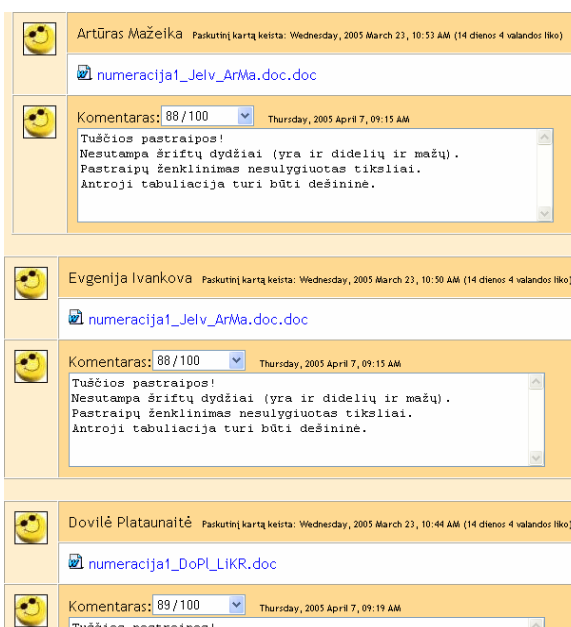 Artūras Mažeika Paskutinį kartą keista: Wednesday, 2005 March 23, 10:53 AM (14 dienos 4 valandos liko)
numeracija1_Jelv_ArMa.doc.doc
Komentaras: 88 / 100 Thursday, 2005 April 7, 09:15 AM
Tuščios pastraipos!
Nesutampa šriftų dydžiai (yra ir didelių ir mažų).
Pastraipų ženklinimas nesulygiuotas tiksliai.
Antroji tabuliacija turi būti dešininė.
Evgenija Ivankova Paskutinį kartą keista: Wednesday, 2005 March 23, 10:50 AM (14 dienos 4 valandos liko)
numeracija1_Jelv_ArMa.doc.doc
Komentaras: 88 / 100 Thursday, 2005 April 7, 09:15 AM
Tuščios pastraipos!
Nesutampa šriftų dydžiai (yra ir didelių ir mažų).
Pastraipų ženklinimas nesulygiuotas tiksliai.
Antroji tabuliacija turi būti dešininė.
Dovilė Plataunaitė Paskutinį kartą keista: Wednesday, 2005 March 23, 10:44 AM (14 dienos 4 valandos liko)
numeracija1_DoPl_LiKR.doc
Komentaras: 89 / 100 Thursday, 2005 April 7, 09:19 AM
Tuščios pastraipos!